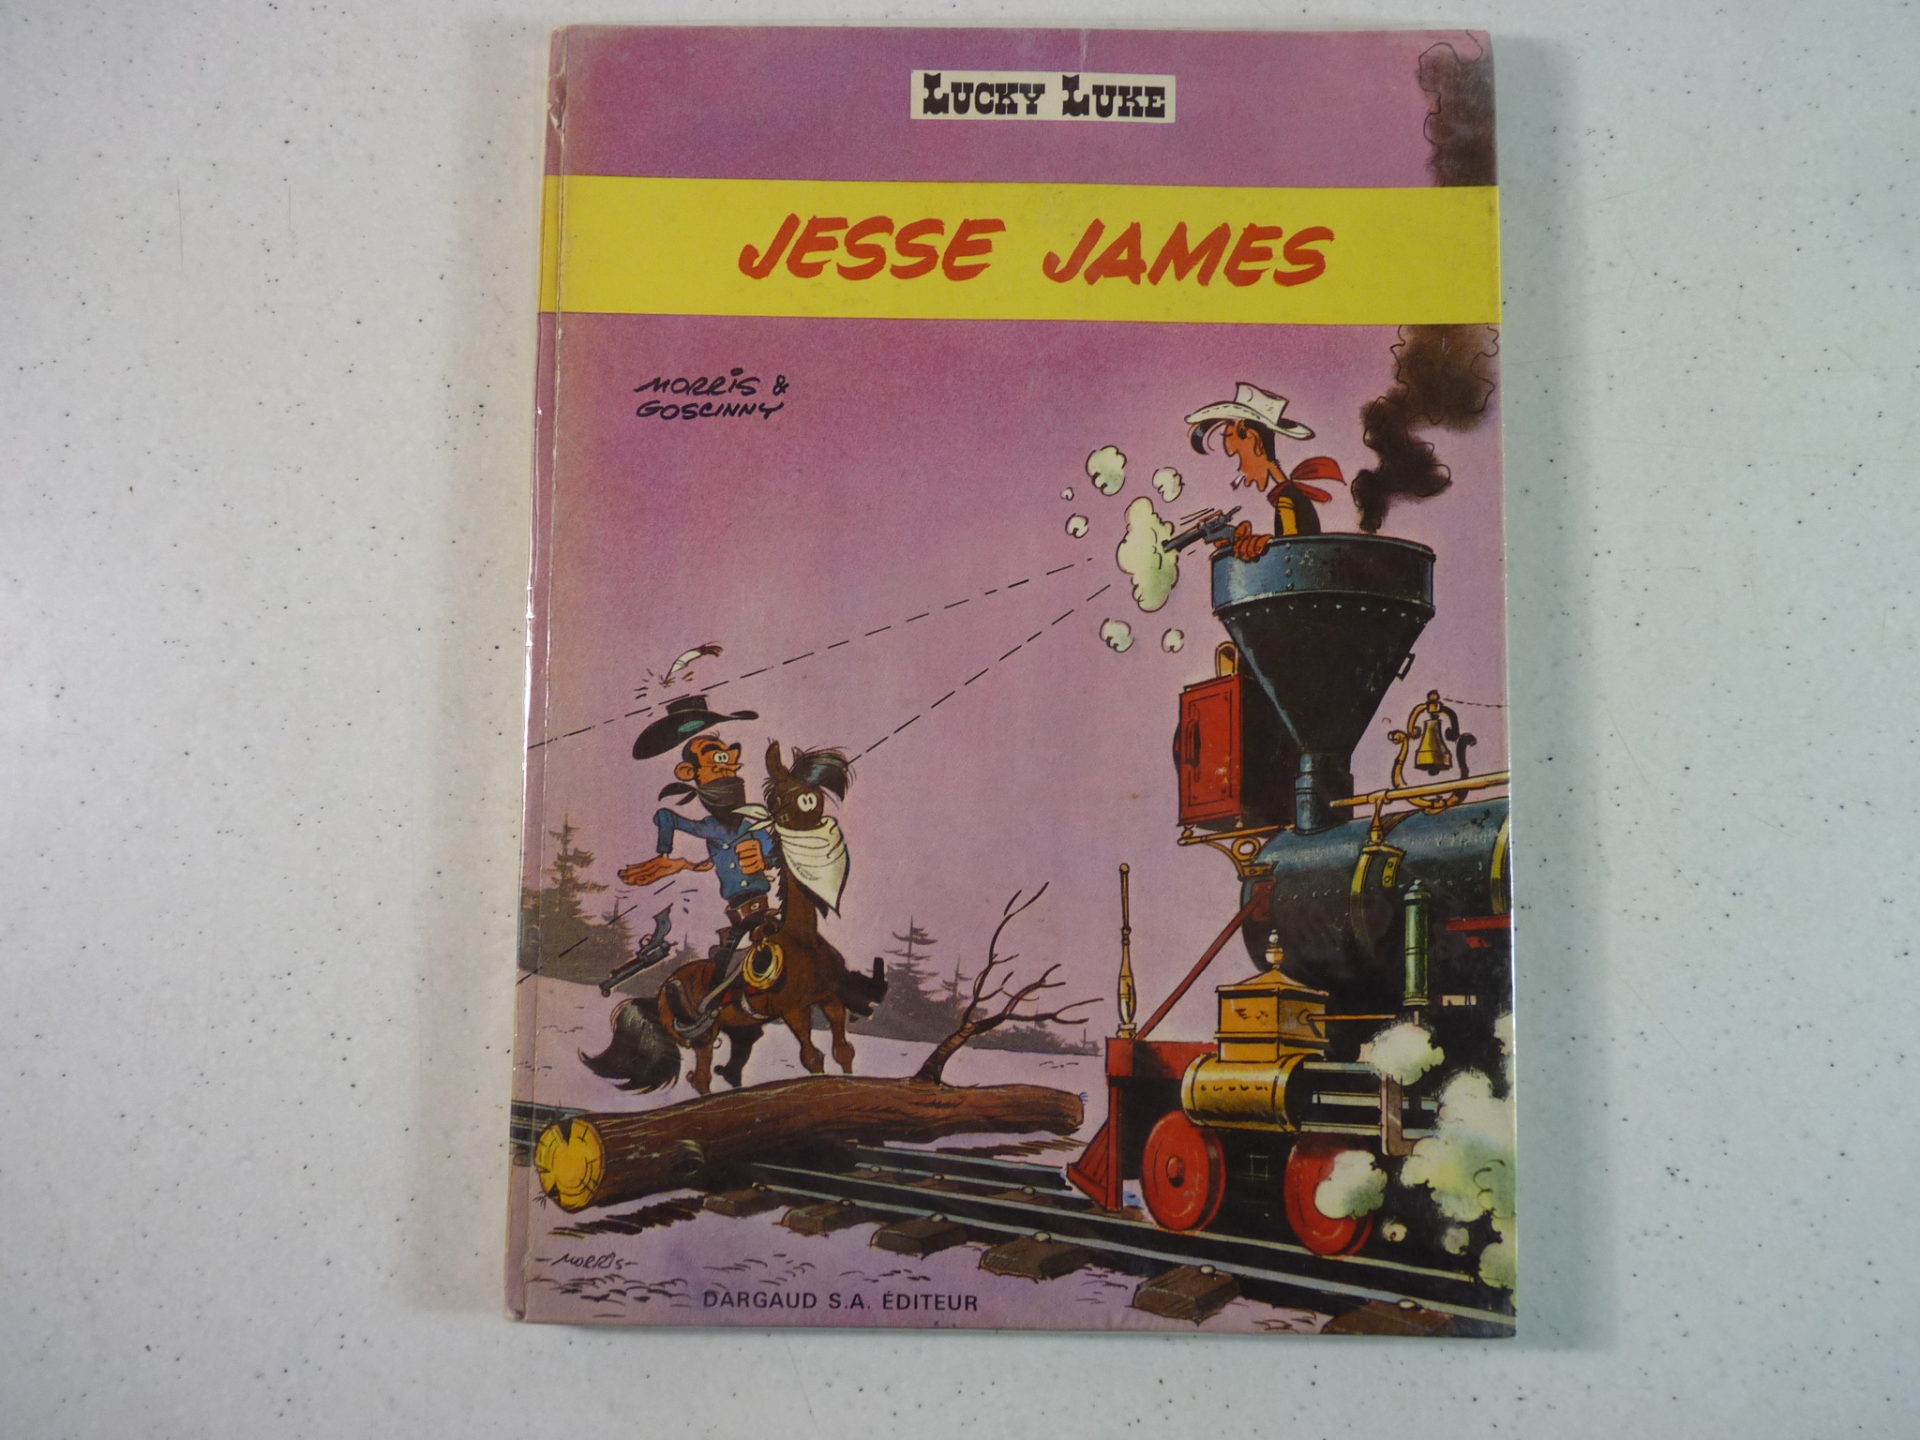 LUCKY LUKE
JESSE JAMES
MORRIS &
GOSCINNY
-MORRIS-
DARGAUD S.A. ÉDITEUR